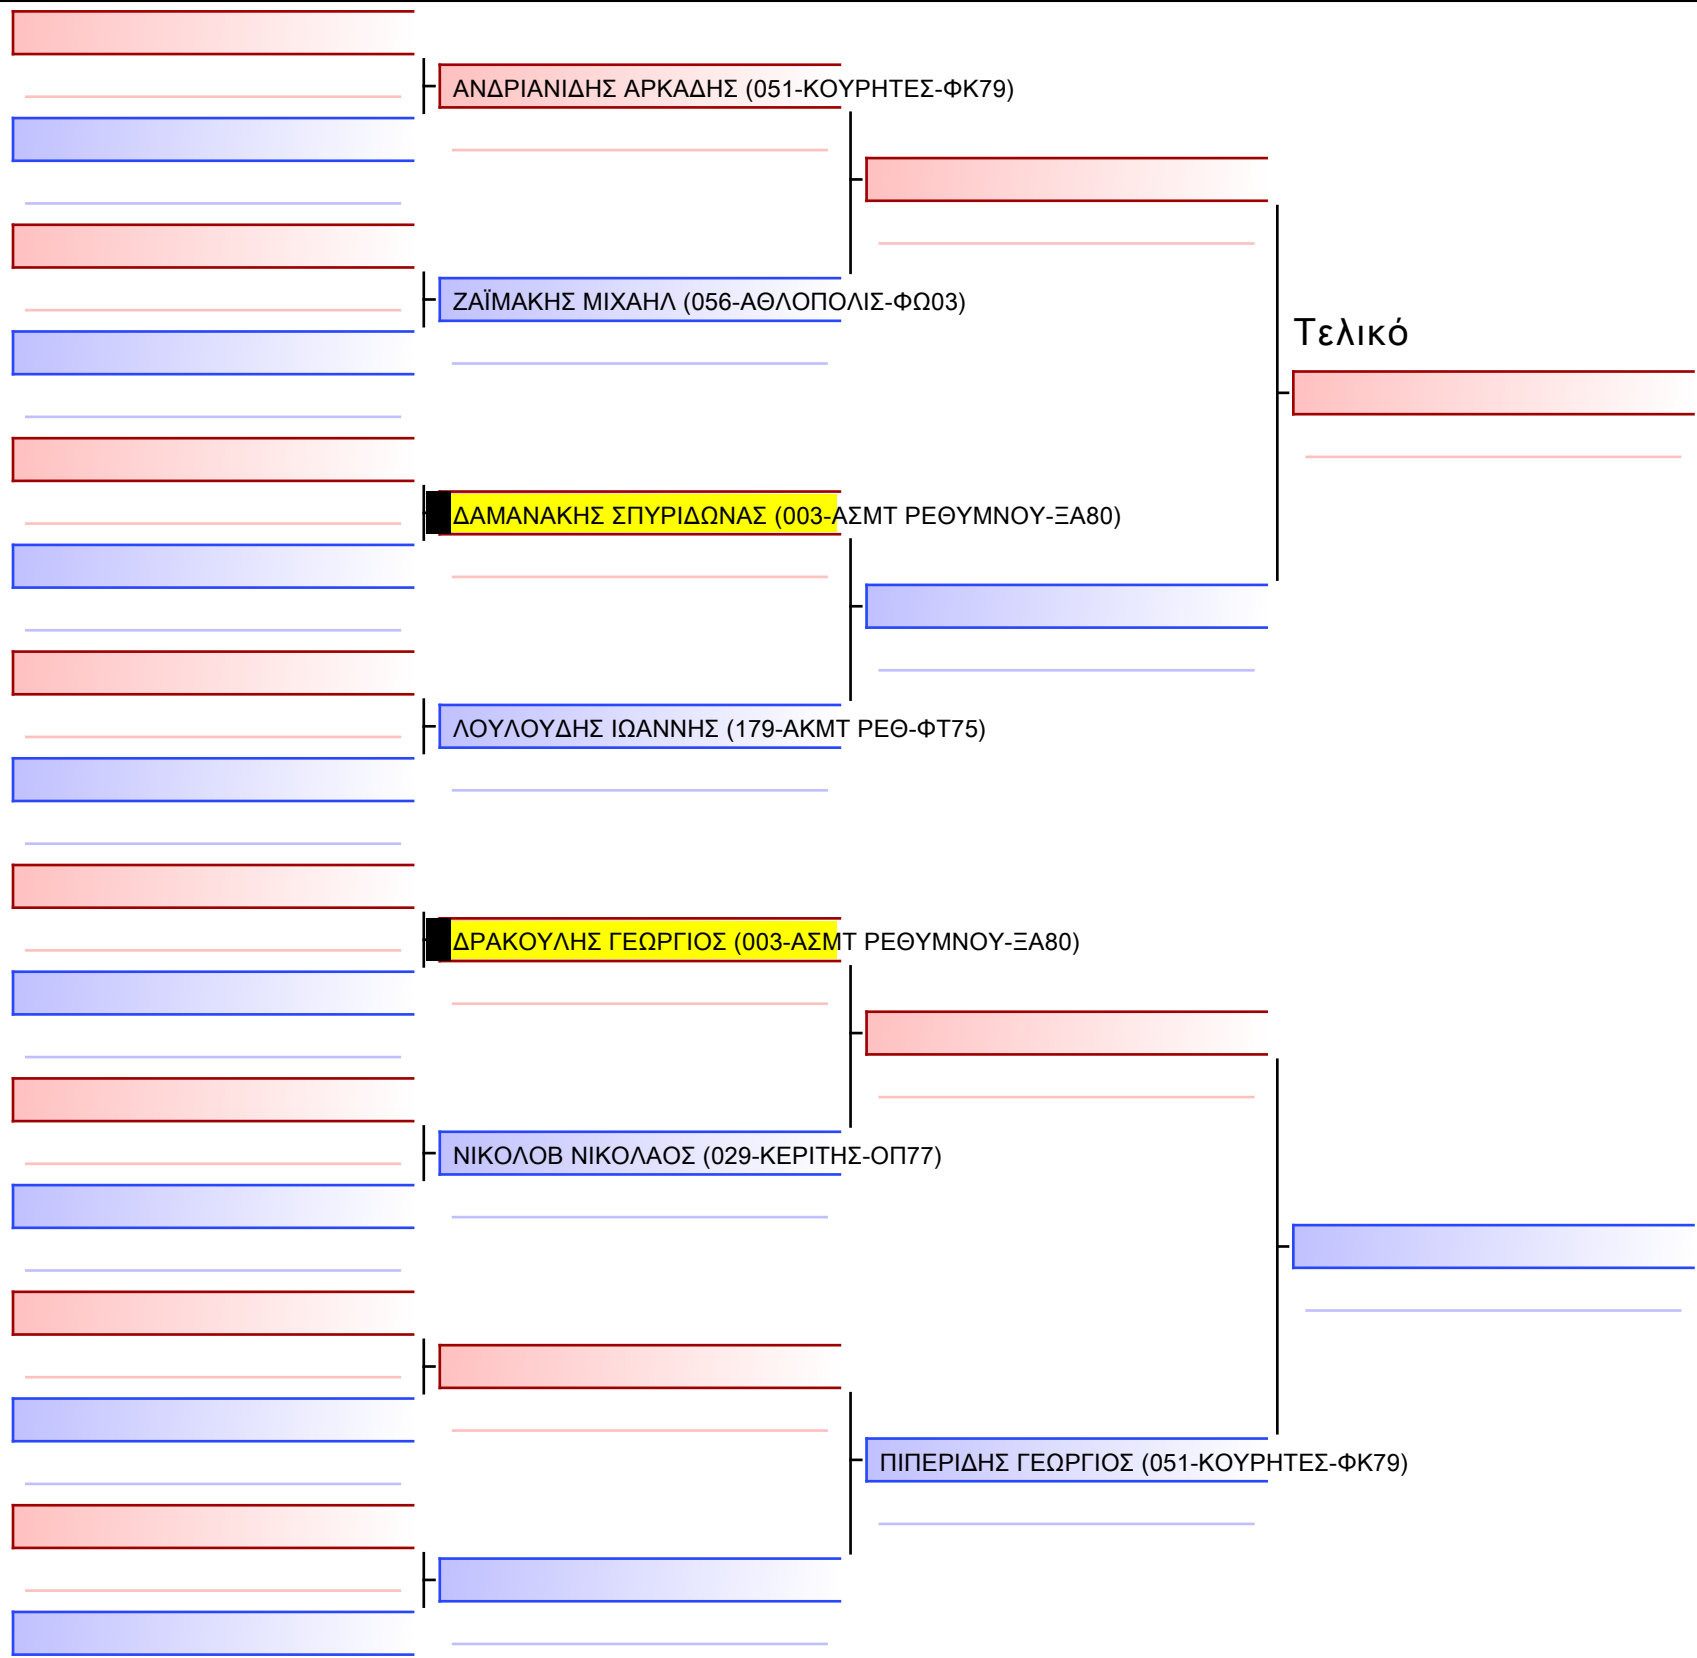 ΑΝΔΡΙΑΝΙΔΗΣ ΑΡΚΑΔΗΣ (051-ΚΟΥΡΗΤΕΣ-ΦΚ79)
ΖΑΪΜΑΚΗΣ ΜΙΧΑΗΛ (056-ΑΘΛΟΠΟΛΙΣ-ΦΩ03)
Τελικό
ΔΑΜΑΝΑΚΗΣ ΣΠΥΡΙΔΩΝΑΣ (003-ΑΣΜΤ ΡΕΘΥΜΝΟΥ-ΞΑ80)
ΛΟΥΛΟΥΔΗΣ ΙΩΑΝΝΗΣ (179-ΑΚΜΤ ΡΕΘ-ΦΤ75)
ΔΡΑΚΟΥΛΗΣ ΓΕΩΡΓΙΟΣ (003-ΑΣΜΤ ΡΕΘΥΜΝΟΥ-ΞΑ80)
ΝΙΚΟΛΟΒ ΝΙΚΟΛΑΟΣ (029-ΚΕΡΙΤΗΣ-ΟΠ77)
ΠΙΠΕΡΙΔΗΣ ΓΕΩΡΓΙΟΣ (051-ΚΟΥΡΗΤΕΣ-ΦΚ79)